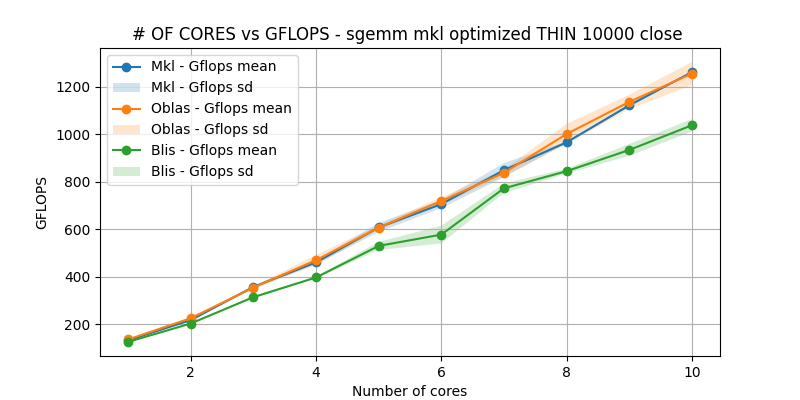 # OF CORES vs GFLOPS - sgemm mkl optimized THIN 10000 close
Mkl - Gflops mean
Mkl - Gflops sd
Oblas - Gflops mean
Oblas - Gflops sd
Blis - Gflops mean
Blis - Gflops sd
GFLOPS
1200
1000
800
600
400
200
2 4 6 8 10
Number of cores